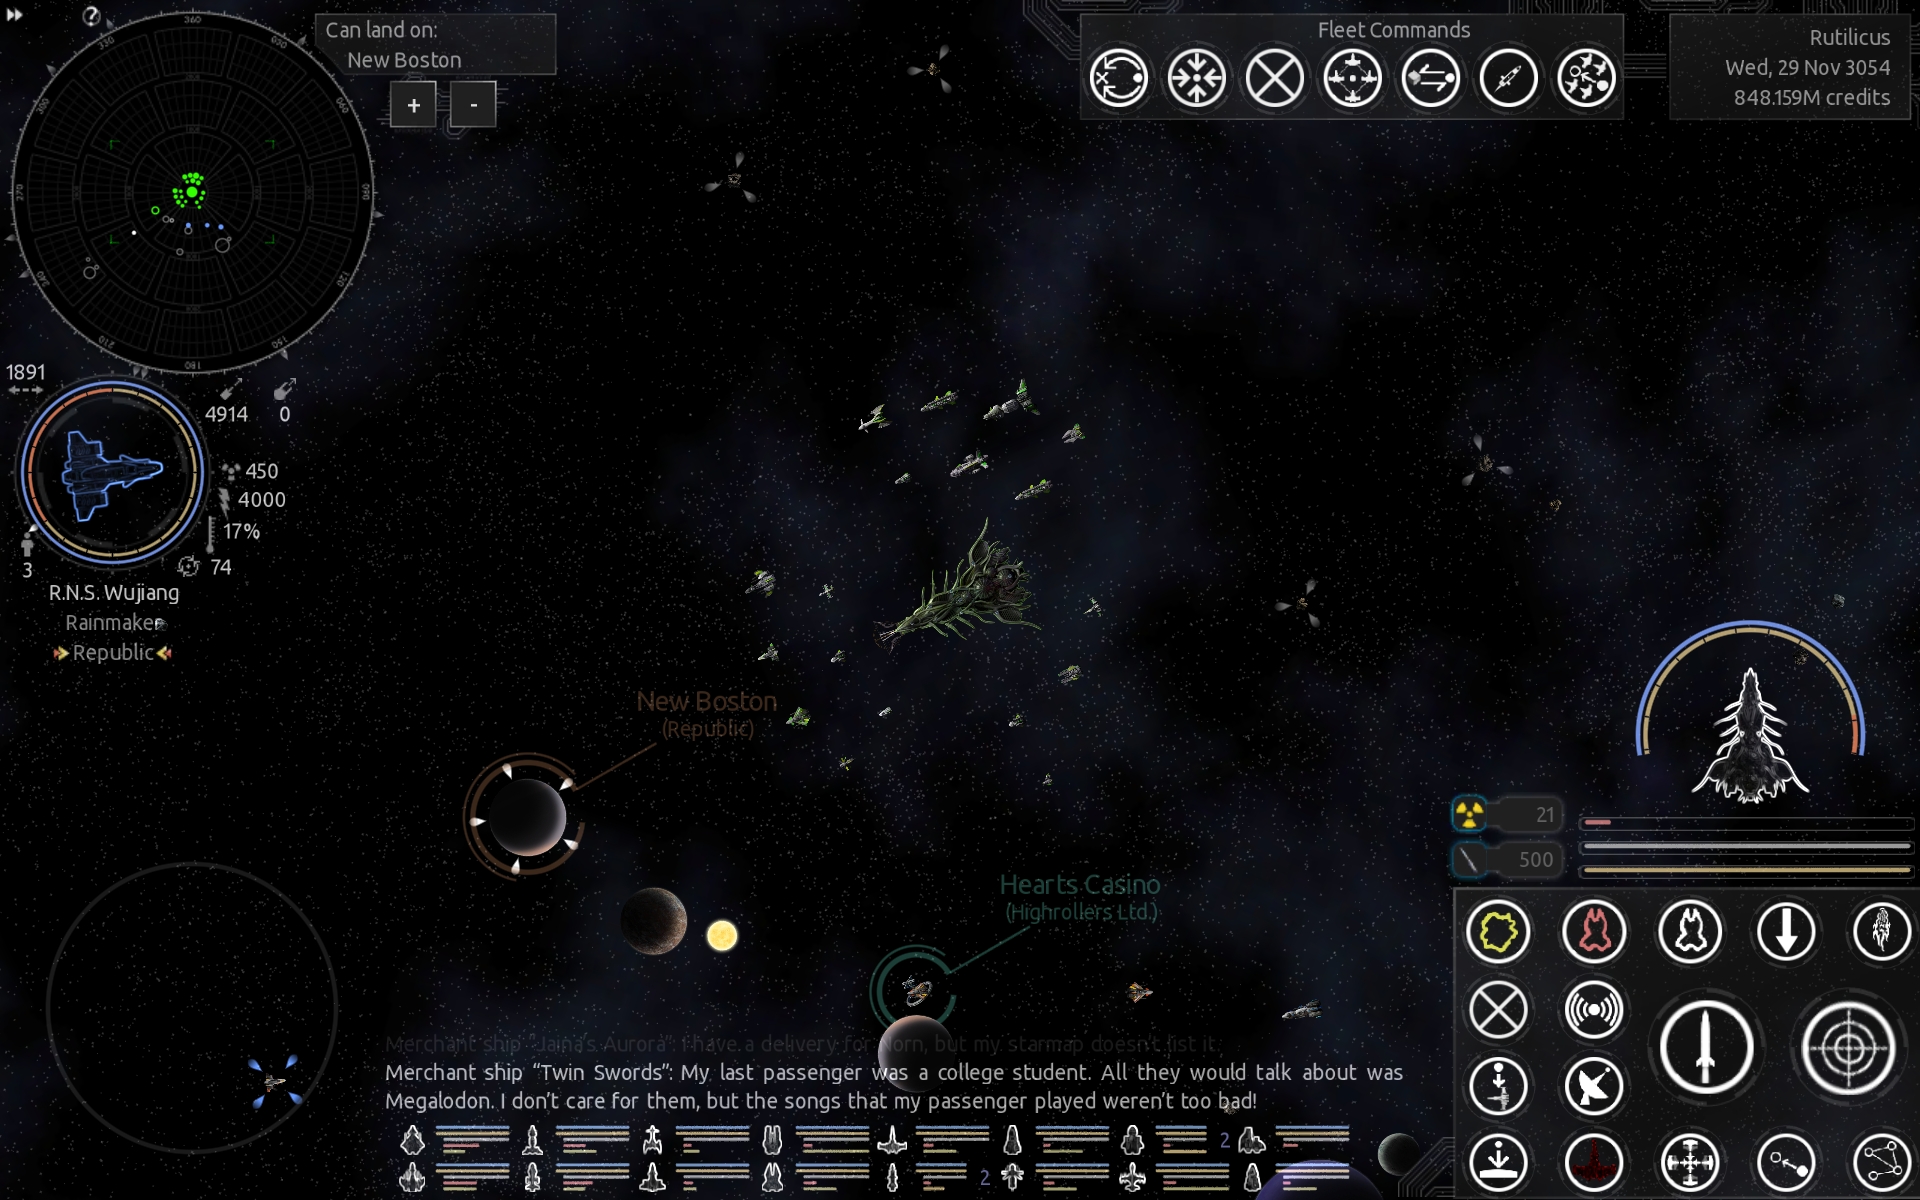 Can land on:
New Boston
+
-
Fleet Commands
Rutilicus
Wed, 29 Nov 3054
848.159M credits
360
1891
4914
0
450
4000
17%
74
3
R.N.S. Wujiang
Rainmaker
Republic
New Boston
(Republic)
Hearts Casino
(Highrollers Ltd.)
21
500
Merchant ship “Jaina's Aurora”: I have a delivery for Norn, but my starmap doesn't list it.
Merchant ship “Twin Swords”: My last passenger was a college student. All they would talk about was
Megalodon. I don't care for them, but the songs that my passenger played weren't too bad!
2
2